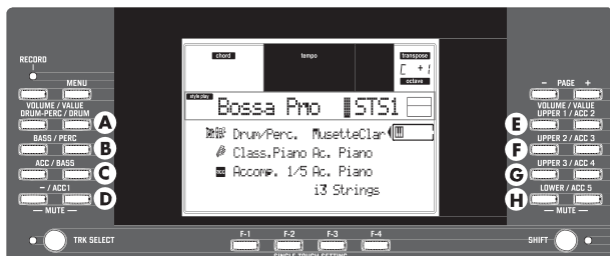 RECORD
MENU
VOLUME / VALUE
DRUM-PERC / DRUM
A
BASS / PERC
B
ACC / BASS
C
– / ACC1
D
— MUTE —
TRK SELECT
chord
tempo
transpose
C +1
octave
style play
Bossa Pno STS1
Drum/Perc. MusetteClar
Class.Piano Ac. Piano
ACC Accomp. 1/5 Ac. Piano
i3 Strings
F-1 F-2 F-3 F-4
SINGLE TOUCH SETTING
– PAGE +
VOLUME / VALUE
UPPER 1 / ACC 2
E
UPPER 2 / ACC 3
F
UPPER 3 / ACC 4
G
LOWER / ACC 5
H
— MUTE —
SHIFT